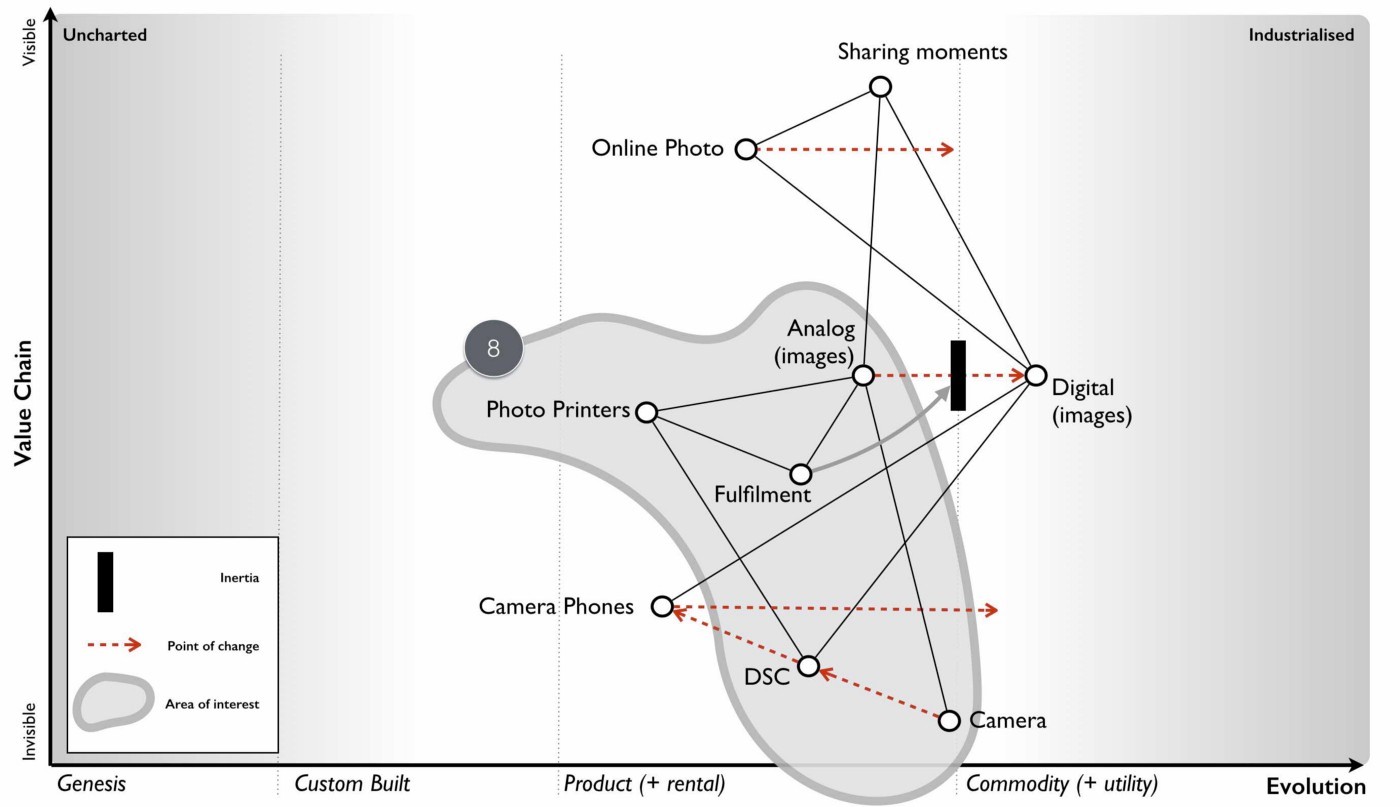 Visible
Uncharted
Industrialised
Sharing moments
Online Photo
Analog
(images)
8
Digital
(images)
Photo Printers
Value Chain
Fulfilment
Inertia
Camera Phones
Point of change
DSC
Area of interest
Camera
Invisible
Genesis
Custom Built
Product (+ rental)
Commodity (+ utility)
Evolution